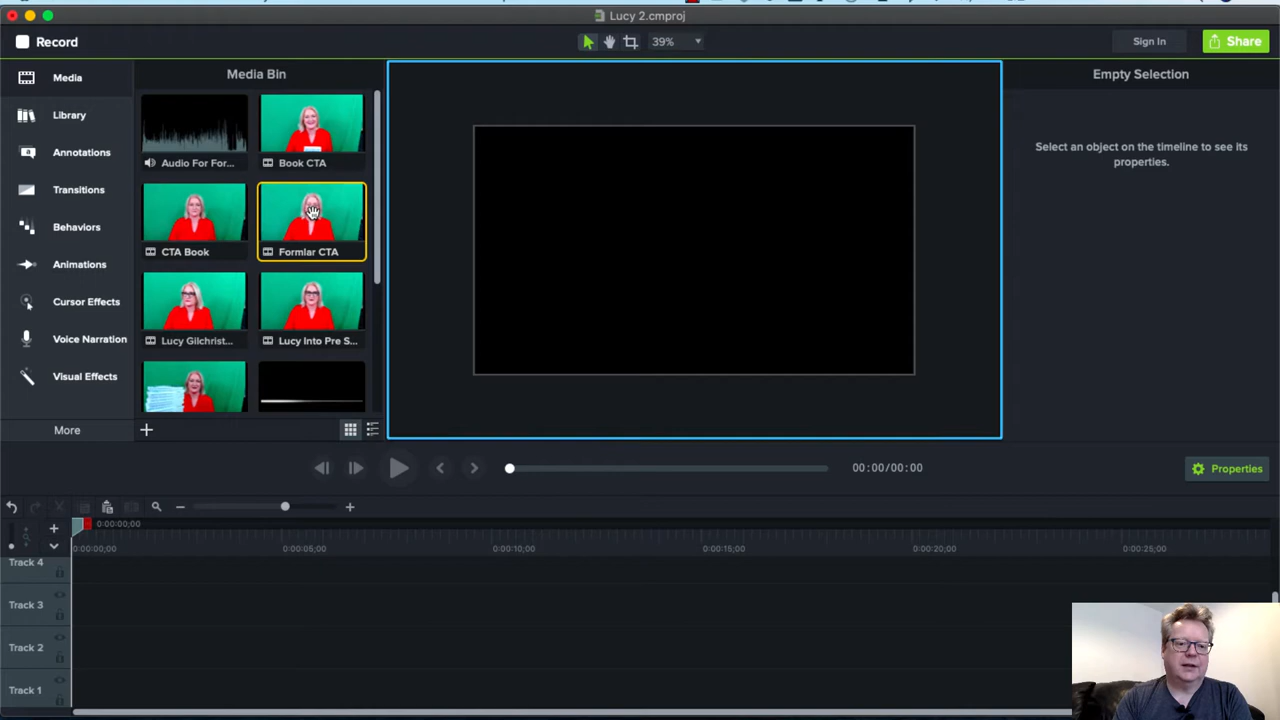 Lucy 2.cmproj
Record
39%
Sign In
Share
Media
Library
Annotations
Transitions
Behaviors
Animations
Cursor Effects
Voice Narration
Visual Effects
More
Media Bin
Audio For For...
Book CTA
CTA Book
Formlar CTA
Lucy Gilchrist...
Lucy Into Pre S...
Empty Selection
Select an object on the timeline to see its
properties.
00:00/00:00
Properties
0:00:00;00
0:00:00;00
0:00:05;00
0:00:10;00
0:00:15;00
0:00:20;00
0:00:25;00
Track 4
Track 3
Track 2
Track 1